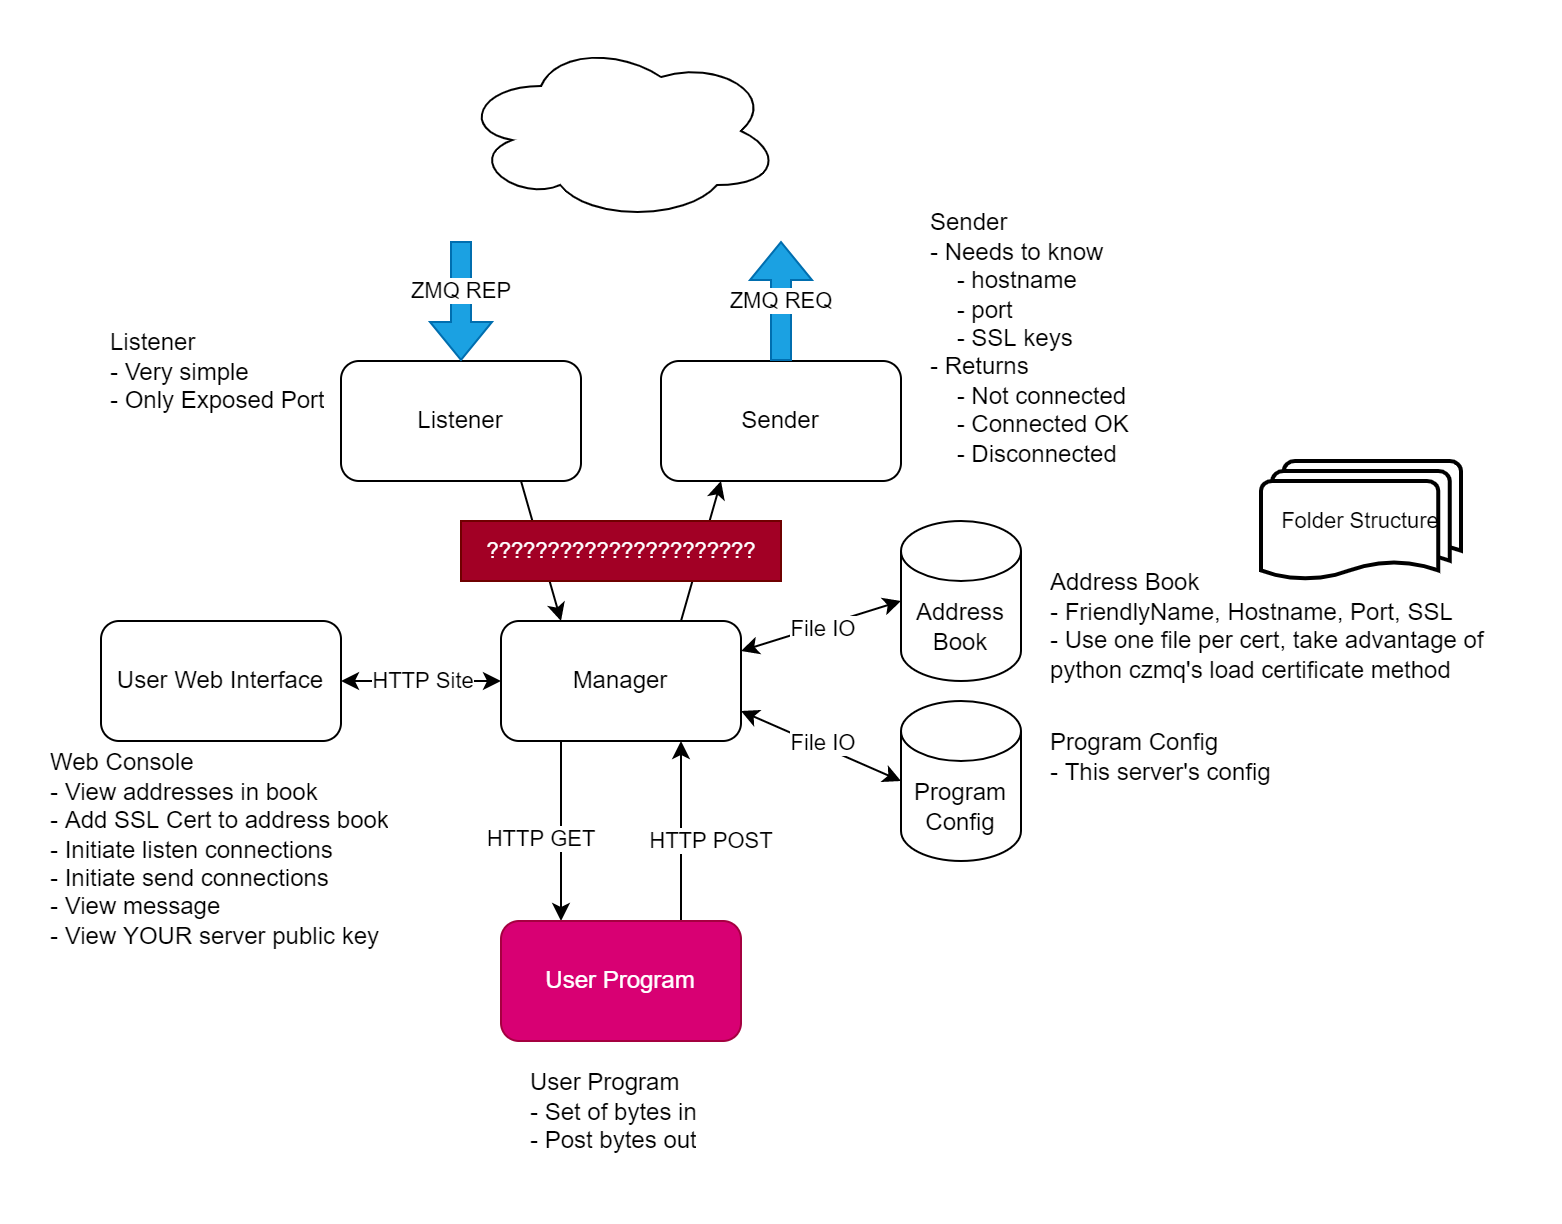 Sender
- Needs to know
- hostname
- port
- SSL keys
- Returns
- Not connected
- Connected OK
- Disconnected
ZMQ REP
ZMQ REQ
Listener
- Very simple
- Only Exposed Port
Listener
Sender
??????????????????????
Folder Structure
Address Book
- FriendlyName, Hostname, Port, SSL
- Use one file per cert, take advantage of
python czmq's load certificate method
Address
Book
File IO
User Web Interface
HTTP Site
Manager
File IO
Program
Config
Program Config
- This server's config
Web Console
- View addresses in book
- Add SSL Cert to address book
- Initiate listen connections
- Initiate send connections
- View message
- View YOUR server public key
HTTP GET
HTTP POST
User Program
User Program
- Set of bytes in
- Post bytes out